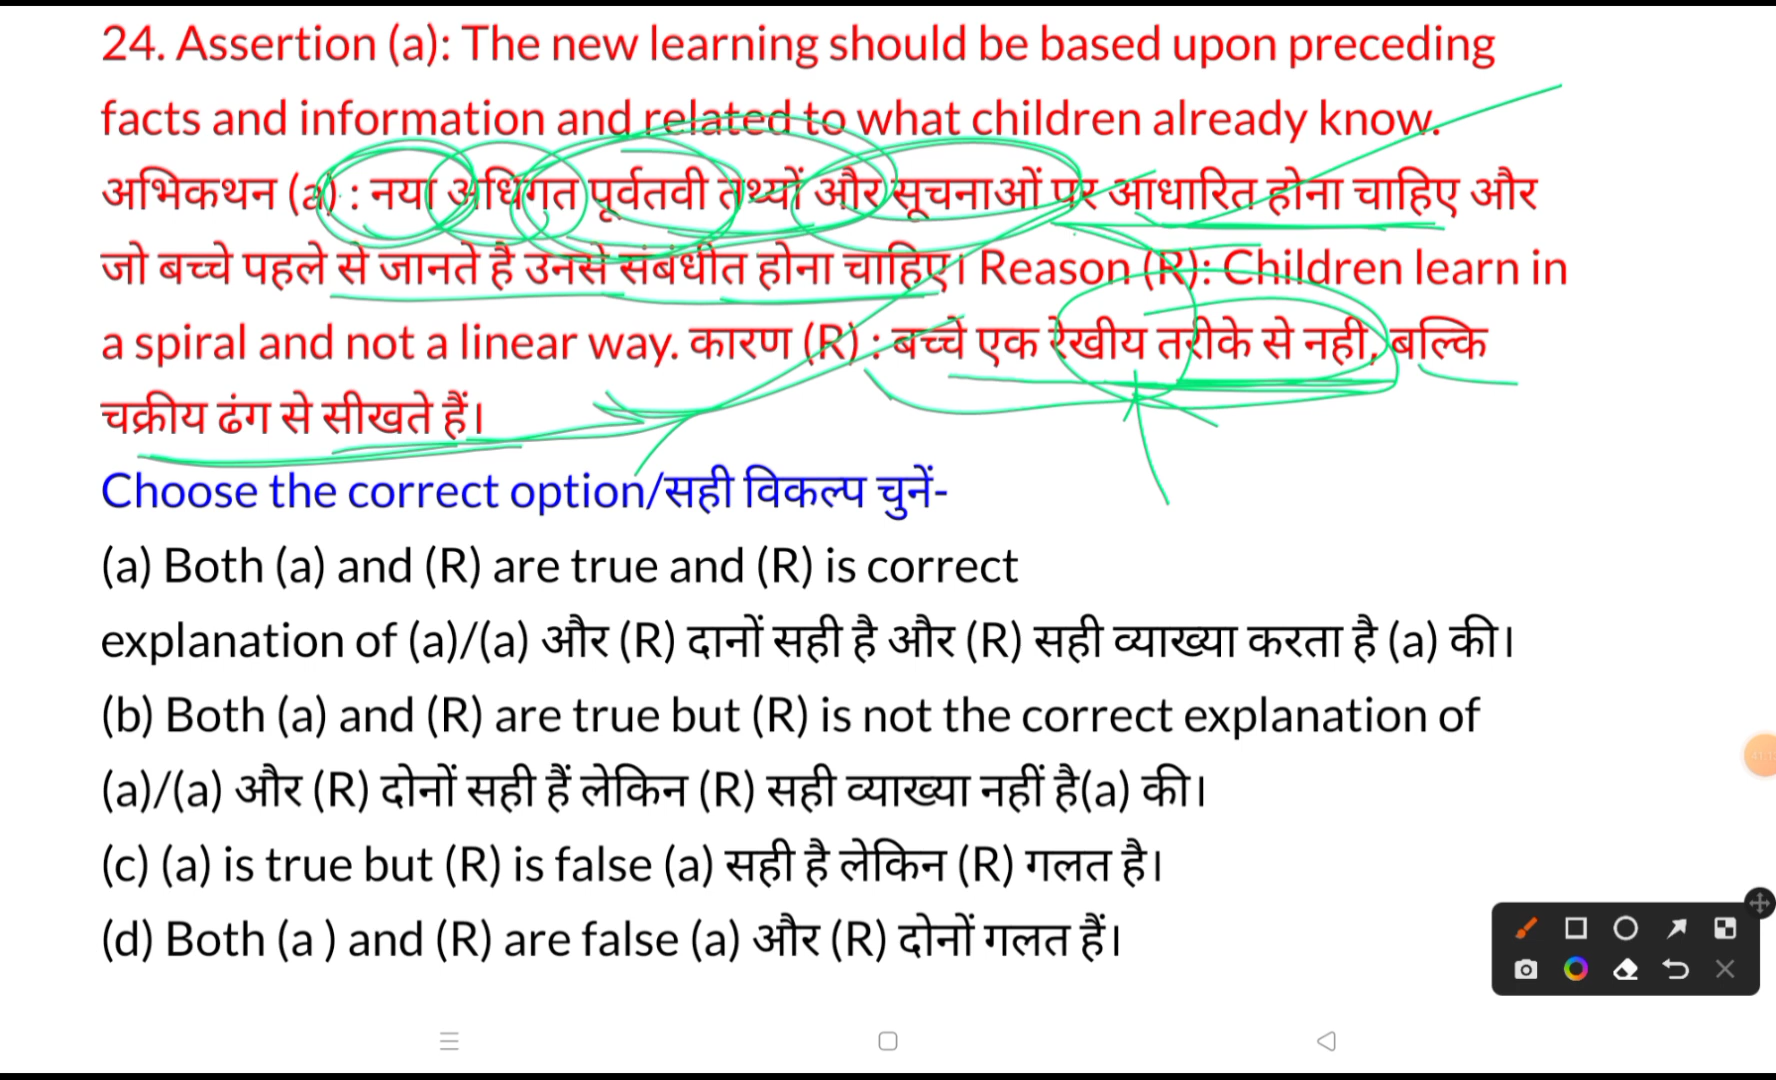 24. Assertion (a): The new learning should be based upon preceding
facts and information and related to what children already know.
अभिकथन (a) : नया अधिगत पूर्वतवी तथ्यों और सूचनाओं पर आधारित होना चाहिए और
जो बच्चे पहले से जानते है उनसे संबंधीत होना चाहिए। Reason (R): Children learn in
a spiral and not a linear way. कारण (R) : बच्चे एक रेखीय तरीके से नही, बल्कि
चक्रीय ढंग से सीखते हैं।
Choose the correct option/सही विकल्प चुनें-
(a) Both (a) and (R) are true and (R) is correct
explanation of (a)/(a) और (R) दानों सही है और (R) सही व्याख्या करता है (a) की।
(b) Both (a) and (R) are true but (R) is not the correct explanation of
(a)/(a) और (R) दोनों सही हैं लेकिन (R) सही व्याख्या नहीं है(a) की।
(c) (a) is true but (R) is false (a) सही है लेकिन (R) गलत है।
(d) Both (a ) and (R) are false (a) और (R) दोनों गलत हैं।